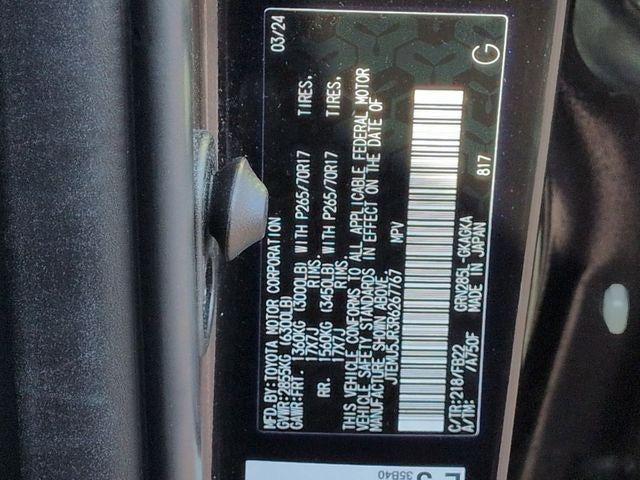 MFD. BY:TOYOTA MOTOR CORPORATION 03/24
GVWR:2855KG (6300LB)
GAWR:FRT. 1360KG (3000LB) WITH P265/70R17 TIRES,
17X7J RIMS.
RR. 1560KG (3450LB) WITH P265/70R17 TIRES,
17X7J RIMS.
THIS VEHICLE CONFORMS TO ALL APPLICABLE FEDERAL MOTOR
VEHICLE SAFETY STANDARDS IN EFFECT ON THE DATE OF
MANUFACTURE SHOWN ABOVE.
JTENU5JR3R6267767 MPV
C/TR:218/FB22 GRN285L-GKAGKA
A/TM: /A750F MADE IN JAPAN
817
G
35B40